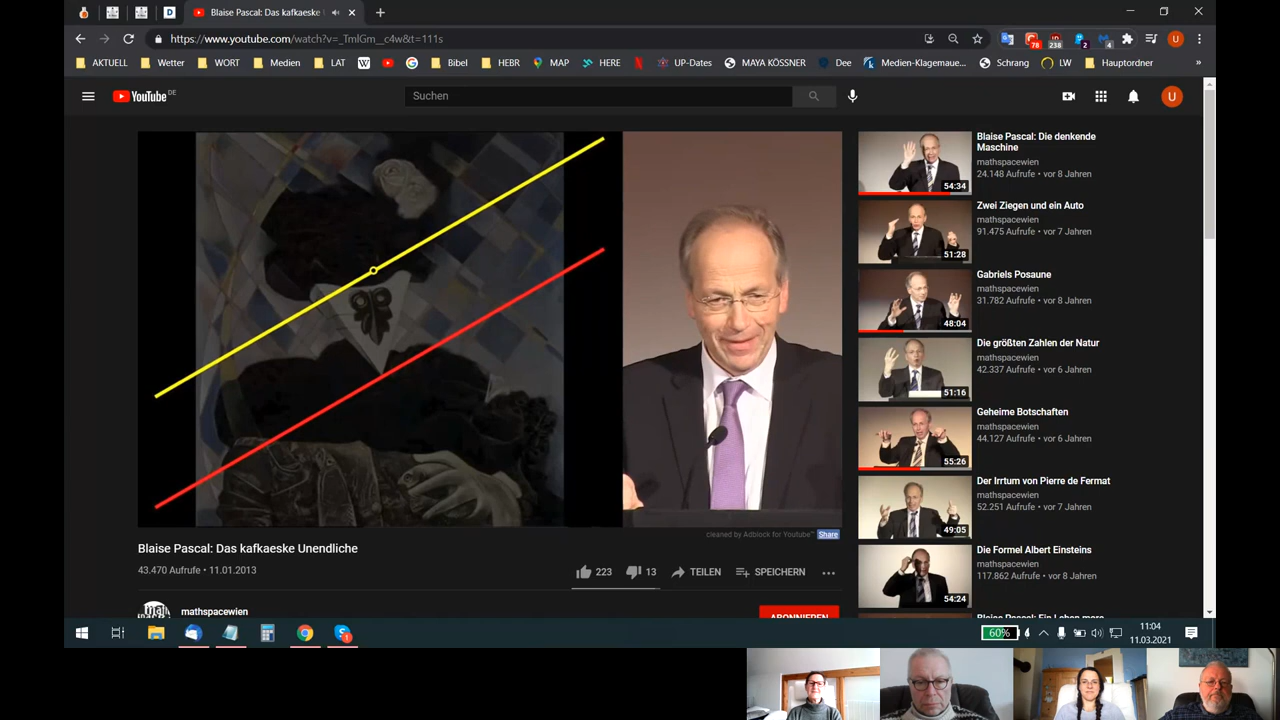 Blaise Pascal: Das kafkaeske U
https://www.youtube.com/watch?v=_TmlGm__c4w&t=111s
78
238
2
4
U
AKTUELL
Wetter
WORT
Medien
LAT
W
G
Bibel
HEBR
MAP
HERE
N
UP-Dates
MAYA KÖSSNER
Dee
Medien-Klagemaue...
Schrang
LW
Hauptordner
»
YouTube DE
Suchen
U
Blaise Pascal: Die denkende
Maschine
mathspacewien
24.148 Aufrufe • vor 8 Jahren
54:34
Zwei Ziegen und ein Auto
mathspacewien
91.475 Aufrufe • vor 7 Jahren
51:28
Gabriels Posaune
mathspacewien
31.782 Aufrufe • vor 8 Jahren
48:04
Die größten Zahlen der Natur
mathspacewien
42.337 Aufrufe • vor 6 Jahren
51:16
Geheime Botschaften
mathspacewien
44.127 Aufrufe • vor 6 Jahren
55:26
Der Irrtum von Pierre de Fermat
mathspacewien
52.251 Aufrufe • vor 7 Jahren
49:05
Die Formel Albert Einsteins
mathspacewien
117.862 Aufrufe • vor 8 Jahren
54:24
cleaned by Adblock for Youtube™ Share
Blaise Pascal: Das kafkaeske Unendliche
43.470 Aufrufe • 11.01.2013
223
13
TEILEN
SPEICHERN
mathspacewien
ABONNIEREN
60%
11:04
11.03.2021